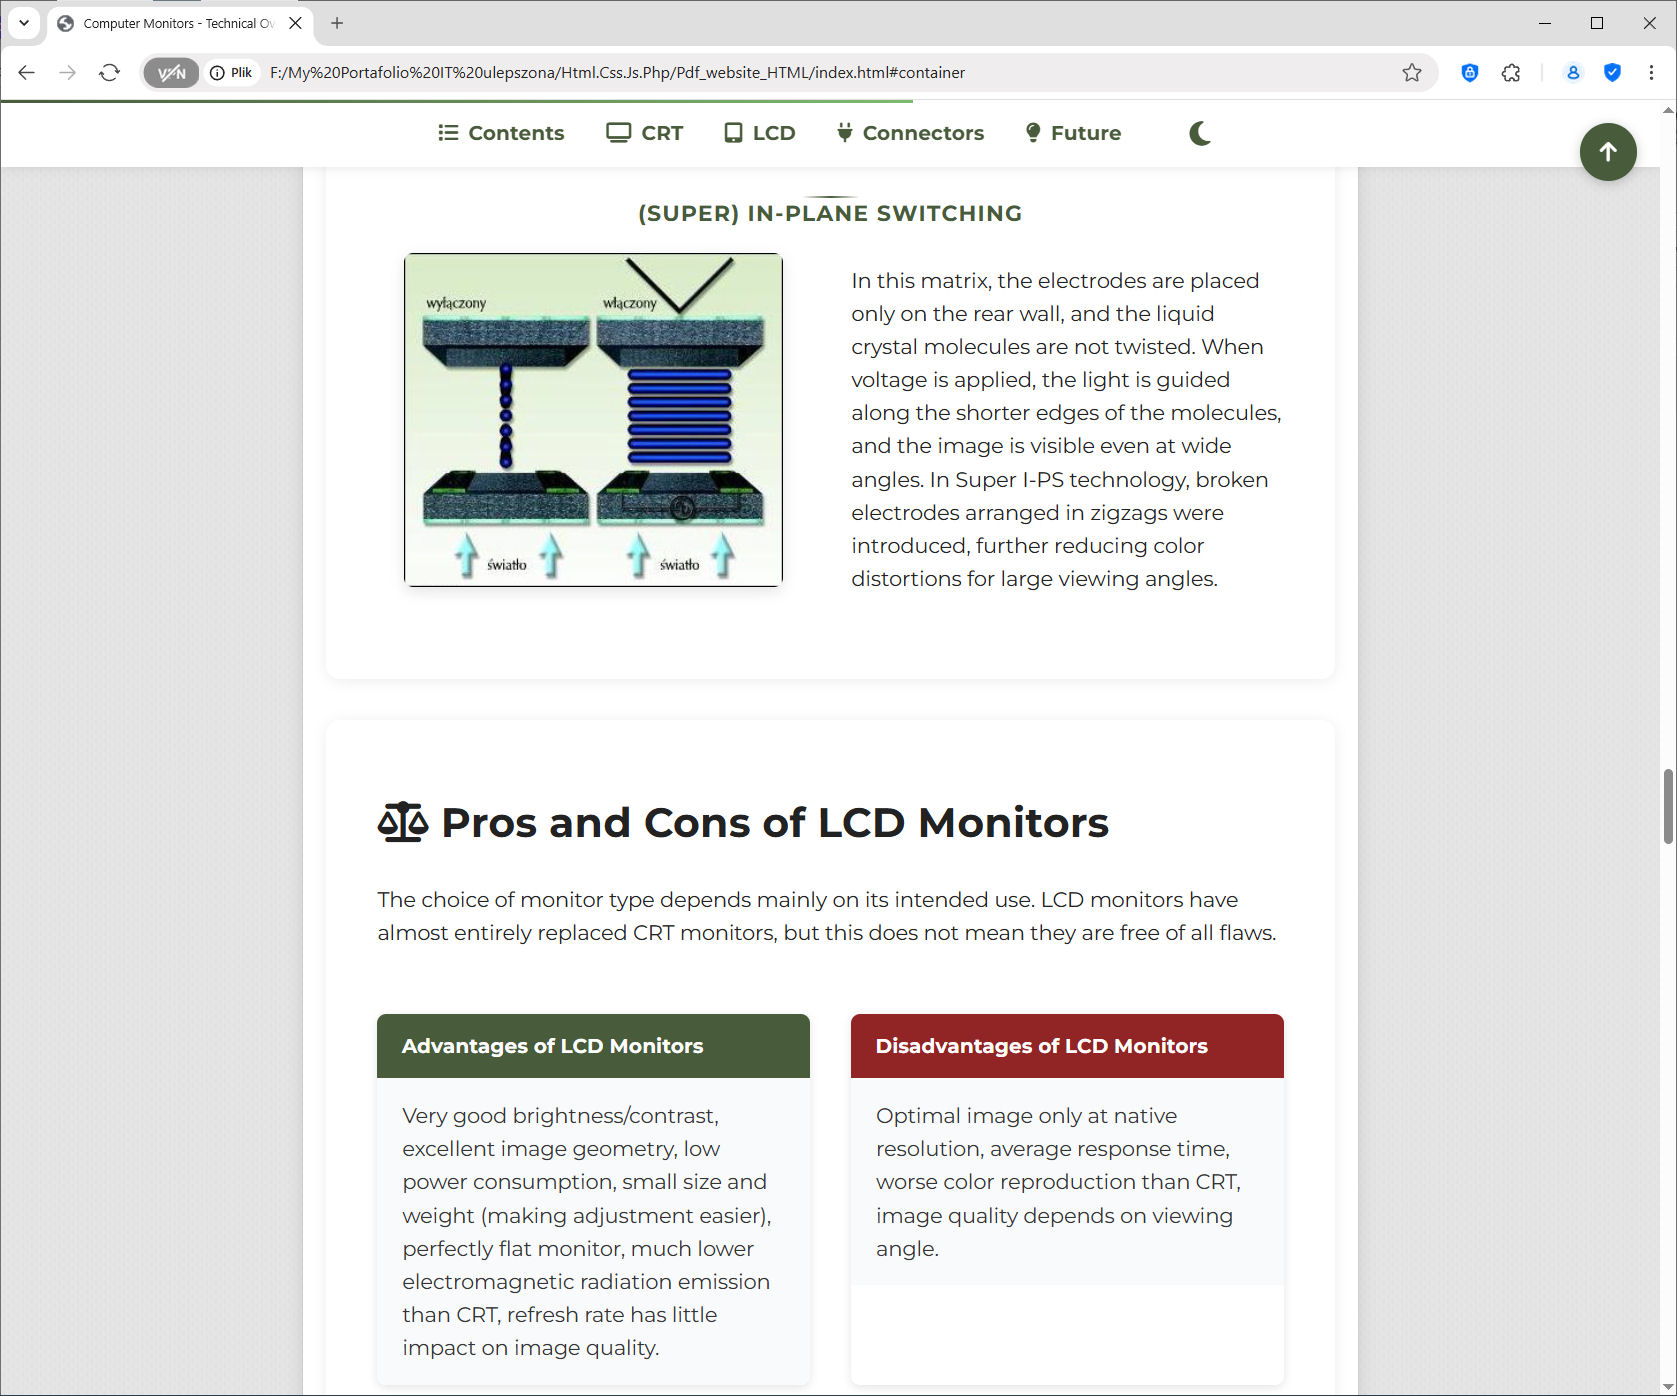 Computer Monitors - Technical Ov
VPN
Plik
F:/My%20Portafolio%20IT%20ulepszona/Html.Css.Js.Php/Pdf_website_HTML/index.html#container
Contents
CRT
LCD
Connectors
Future
(SUPER) IN-PLANE SWITCHING
wyłączony
włączony
światło
światło
In this matrix, the electrodes are placed
only on the rear wall, and the liquid
crystal molecules are not twisted. When
voltage is applied, the light is guided
along the shorter edges of the molecules,
and the image is visible even at wide
angles. In Super I-PS technology, broken
electrodes arranged in zigzags were
introduced, further reducing color
distortions for large viewing angles.
Pros and Cons of LCD Monitors
The choice of monitor type depends mainly on its intended use. LCD monitors have
almost entirely replaced CRT monitors, but this does not mean they are free of all flaws.
Advantages of LCD Monitors
Very good brightness/contrast,
excellent image geometry, low
power consumption, small size and
weight (making adjustment easier),
perfectly flat monitor, much lower
electromagnetic radiation emission
than CRT, refresh rate has little
impact on image quality.
Disadvantages of LCD Monitors
Optimal image only at native
resolution, average response time,
worse color reproduction than CRT,
image quality depends on viewing
angle.